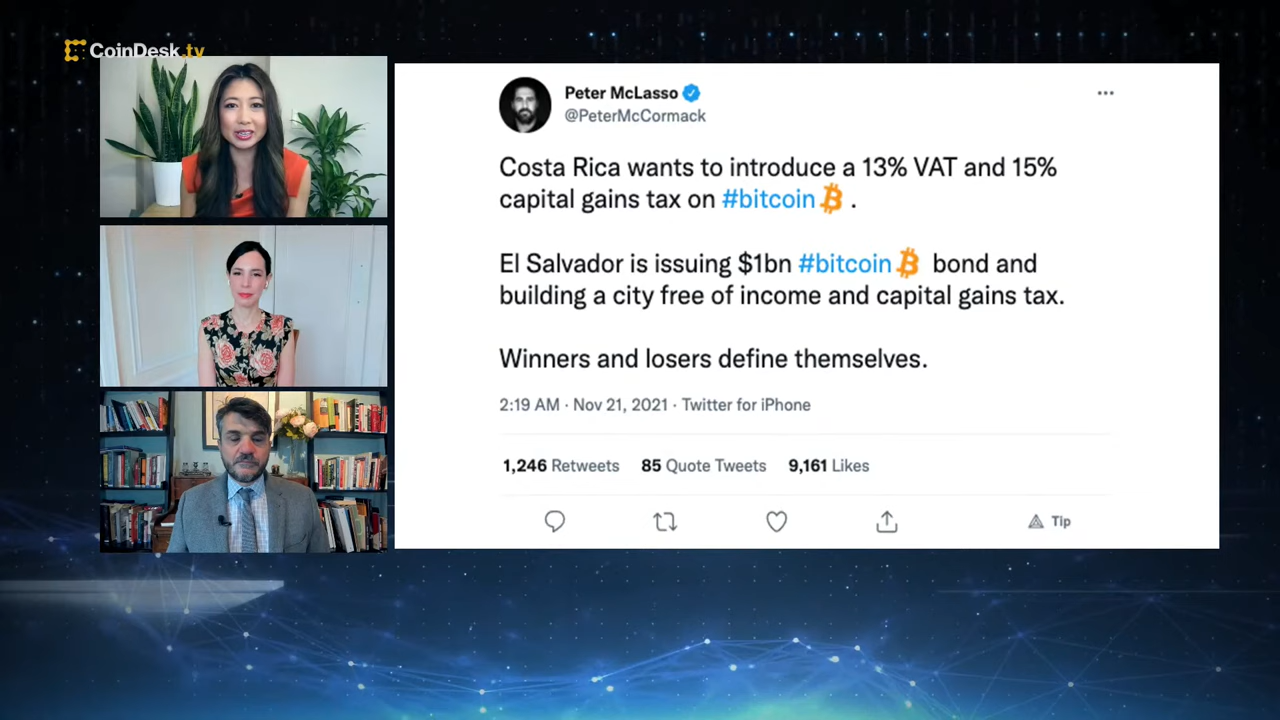 CoinDesk.tv
Peter McLasso
@PeterMcCormack
Costa Rica wants to introduce a 13% VAT and 15%
capital gains tax on #bitcoin .
El Salvador is issuing $1bn #bitcoin bond and
building a city free of income and capital gains tax.
Winners and losers define themselves.
2:19 AM · Nov 21, 2021 · Twitter for iPhone
1,246 Retweets 85 Quote Tweets 9,161 Likes
Tip